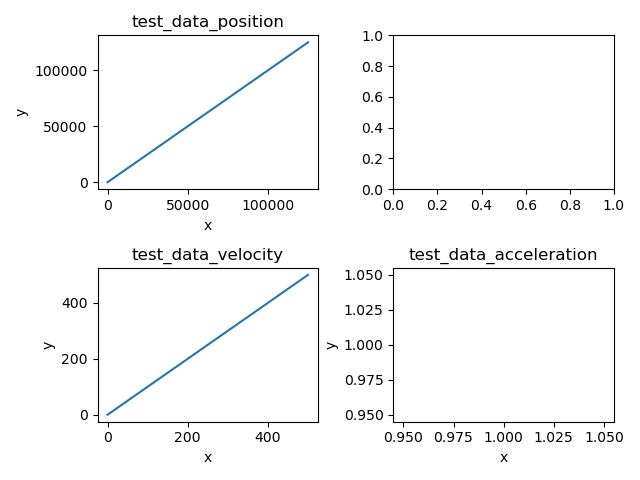 test_data_position
100000
50000
0
y
0 50000 100000
x
1.0
0.8
0.6
0.4
0.2
0.0
0.0 0.2 0.4 0.6 0.8 1.0
test_data_velocity
400
200
0
y
0 200 400
x
test_data_acceleration
1.050
1.025
1.000
0.975
0.950
y
0.950 0.975 1.000 1.025 1.050
x